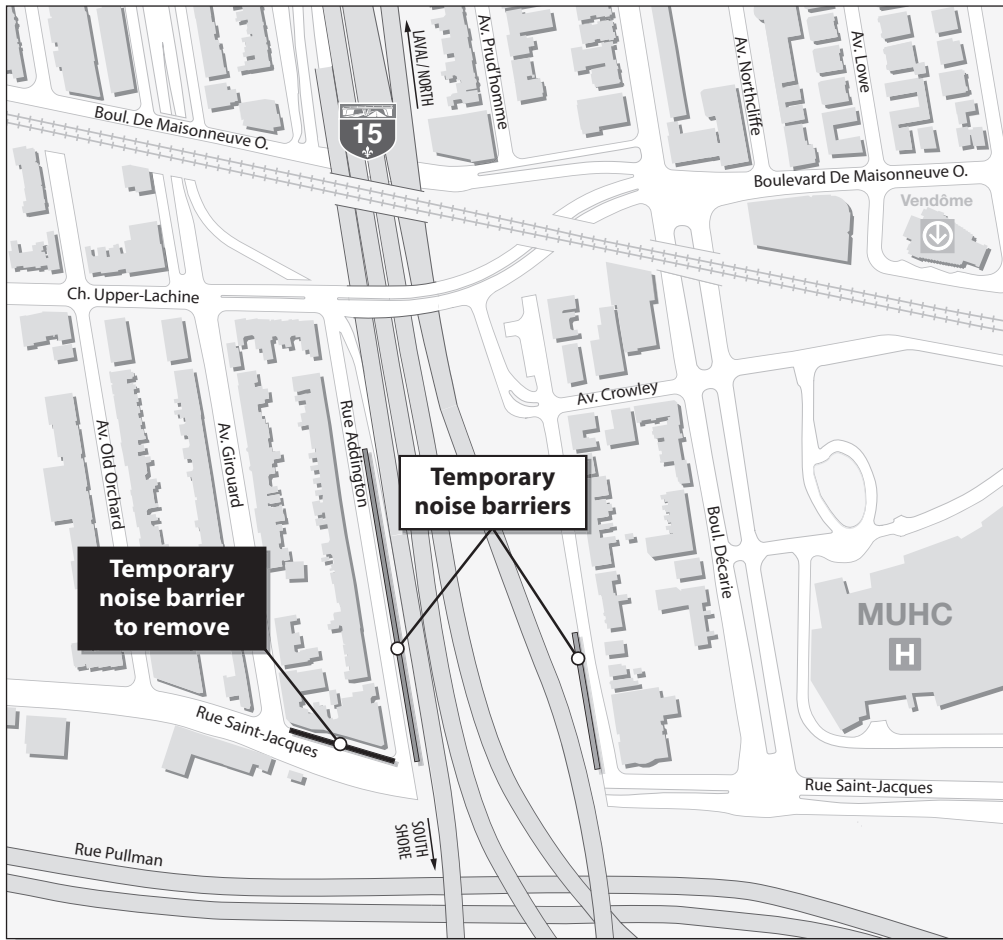 LAVAL/NORTH
Av. Prud'homme
Av. Northcliffe
Av. Lowe
Boul. De Maisonneuve O.
15
Boulevard De Maisonneuve O.
Vendôme
Ch. Upper-Lachine
Av. Crowley
Rue Addington
Av. Old Orchard
Av. Girouard
Temporary
noise barriers
Boul. Décarie
Temporary
noise barrier
to remove
MUHC
H
Rue Saint-Jacques
Rue Saint-Jacques
SOUTH
SHORE
Rue Pullman